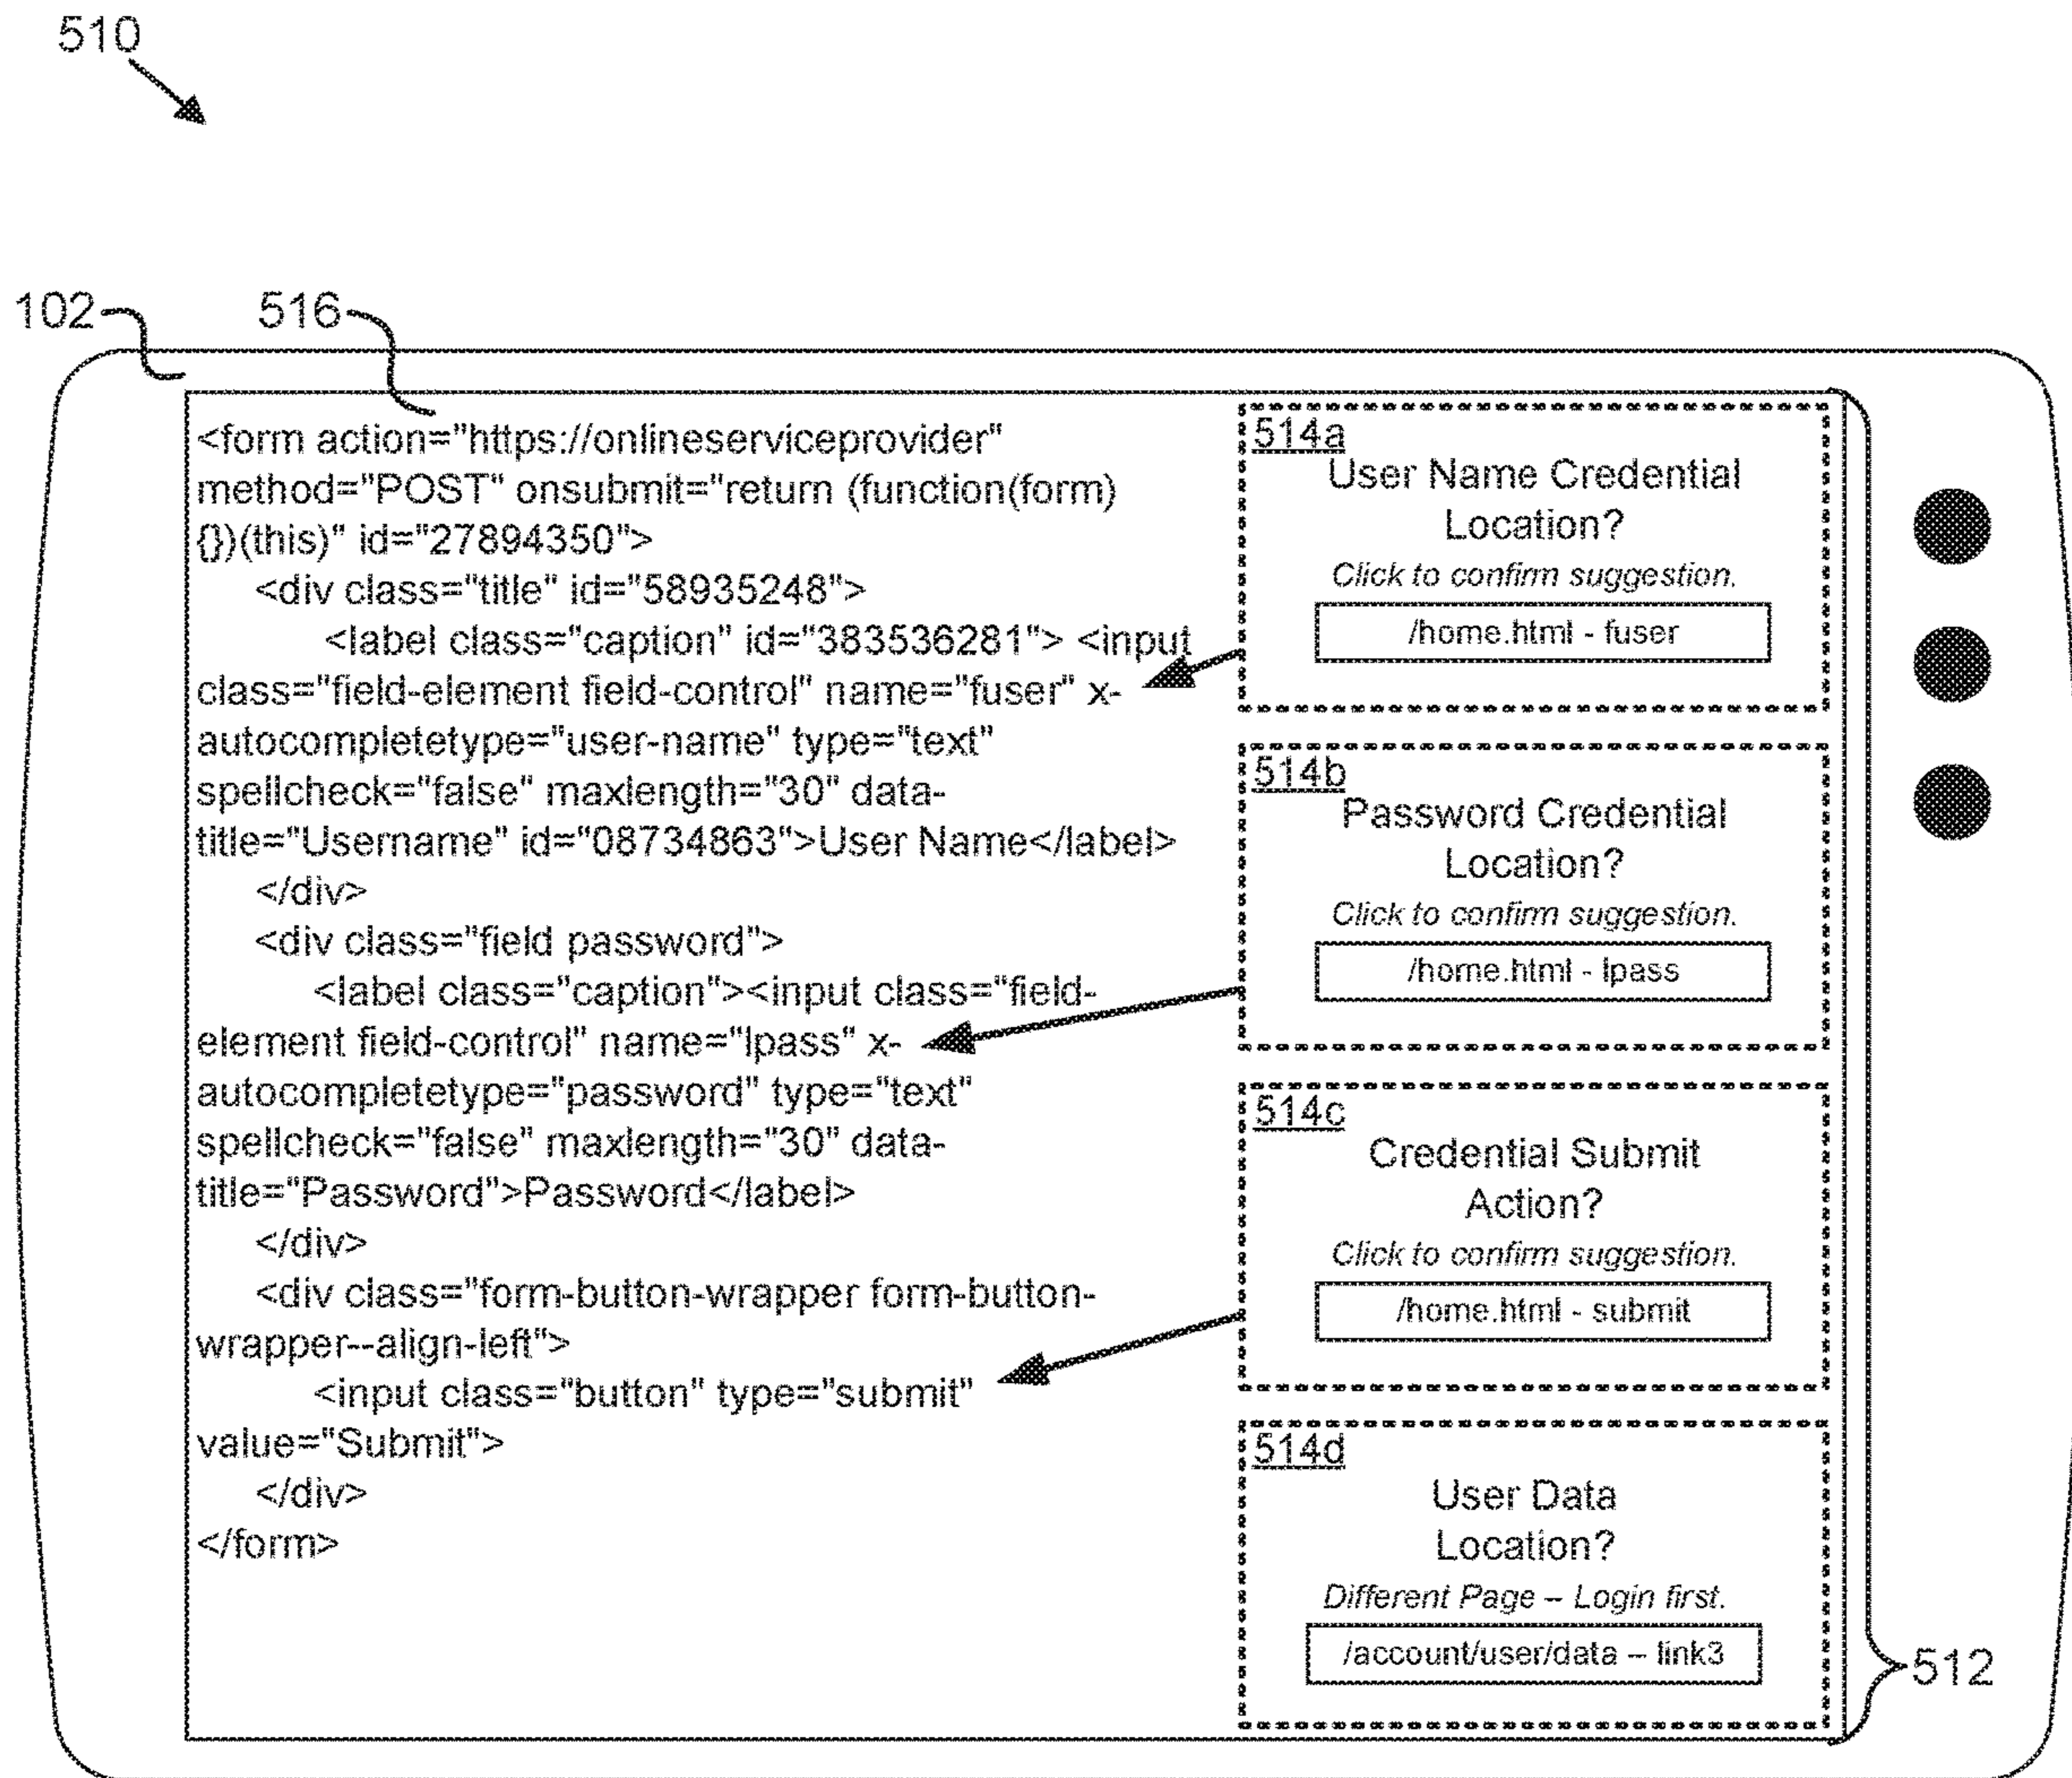 510
102
516
<form action="https://onlineserviceprovider"
method="POST" onsubmit="return (function(form)
{})(this)" id="27894350">
<div class="title" id="58935248">
<label class="caption" id="383536281"> <input
class="field-element field-control" name="fuser" x-
autocompletetype="user-name" type="text"
spellcheck="false" maxlength="30" data-
title="Username" id="08734863">User Name</label>
</div>
<div class="field password">
<label class="caption"><input class="field-
element field-control" name="lpass" x-
autocompletetype="password" type="text"
spellcheck="false" maxlength="30" data-
title="Password">Password</label>
</div>
<div class="form-button-wrapper form-button-
wrapper--align-left">
<input class="button" type="submit"
value="Submit">
</div>
</form>
514a
User Name Credential
Location?
Click to confirm suggestion.
/home.html - fuser
514b
Password Credential
Location?
Click to confirm suggestion.
/home.html - lpass
514c
Credential Submit
Action?
Click to confirm suggestion.
/home.html - submit
514d
User Data
Location?
Different Page – Login first.
/account/user/data – link3
512